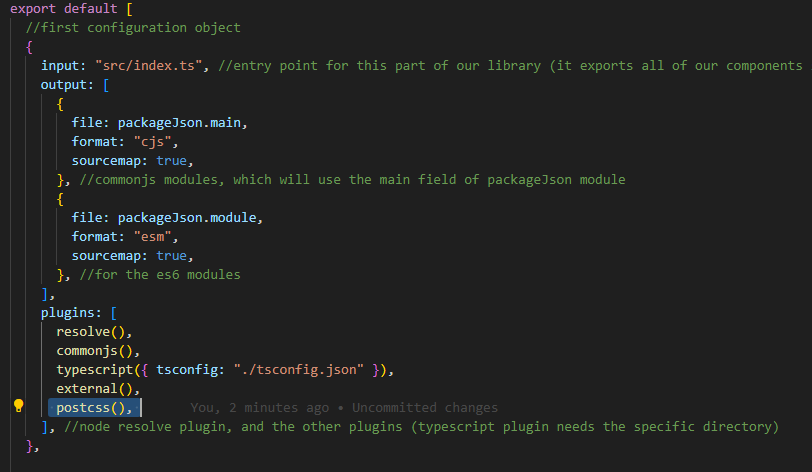 export default [
//first configuration object
{
input: "src/index.ts", //entry point for this part of our library (it exports all of our components
output: [
{
file: packageJson.main,
format: "cjs",
sourcemap: true,
}, //commonjs modules, which will use the main field of packageJson module
{
file: packageJson.module,
format: "esm",
sourcemap: true,
}, //for the es6 modules
],
plugins: [
resolve(),
commonjs(),
typescript({ tsconfig: "./tsconfig.json" }),
external(),
postcss(), You, 2 minutes ago • Uncommitted changes
], //node resolve plugin, and the other plugins (typescript plugin needs the specific directory)
},